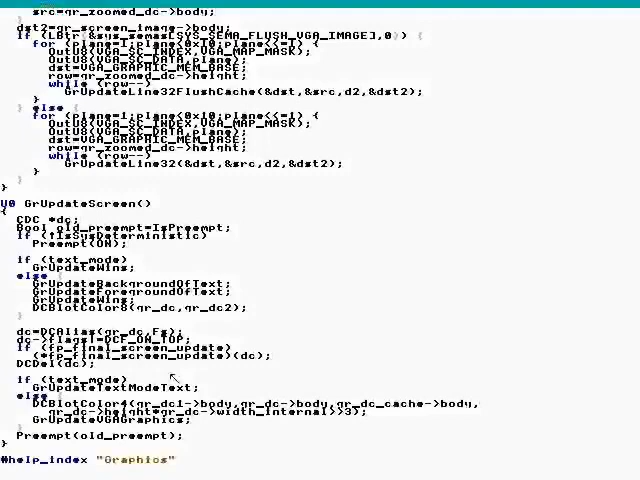 src=gr_zoomed_dc->body;
}
dst2=gr_screen_image->body;
if (LBtr(&sys_semas[SYS_SEMA_FLUSH_VGA_IMAGE],0)) {
for (plane=1;plane<0x10;plane<<=1) {
OutU8(VGA_SC_INDEX,VGA_MAP_MASK);
OutU8(VGA_SC_DATA,plane);
dst=VGA_GRAPHIC_MEM_BASE;
row=gr_zoomed_dc->height;
while (row--)
GrUpdateLine32FlushCache(&dst,&src,d2,&dst2);
}
} else {
for (plane=1;plane<0x10;plane<<=1) {
OutU8(VGA_SC_INDEX,VGA_MAP_MASK);
OutU8(VGA_SC_DATA,plane);
dst=VGA_GRAPHIC_MEM_BASE;
row=gr_zoomed_dc->height;
while (row--)
GrUpdateLine32(&dst,&src,d2,&dst2);
}
}
}
U0 GrUpdateScreen()
{
CDC *dc;
Bool old_preempt=IsPreempt;
if (!IsSysDeterministic)
Preempt(ON);
if (text_mode)
GrUpdateWins;
else {
GrUpdateBackgroundOfText;
GrUpdateForegroundOfText;
GrUpdateWins;
DCBlotColor8(gr_dc,gr_dc2);
}
dc=DCAlias(gr_dc,Fs);
dc->flags|=DCF_ON_TOP;
if (fp_final_screen_update)
(*fp_final_screen_update)(dc);
DCDel(dc);
if (text_mode)
GrUpdateTextModeText;
else {
DCBlotColor4(gr_dc1->body,gr_dc->body,gr_dc_cache->body,
gr_dc->height*gr_dc->width_internal>>3);
GrUpdateVGAGraphics;
}
Preempt(old_preempt);
}
#help_index "Graphics"